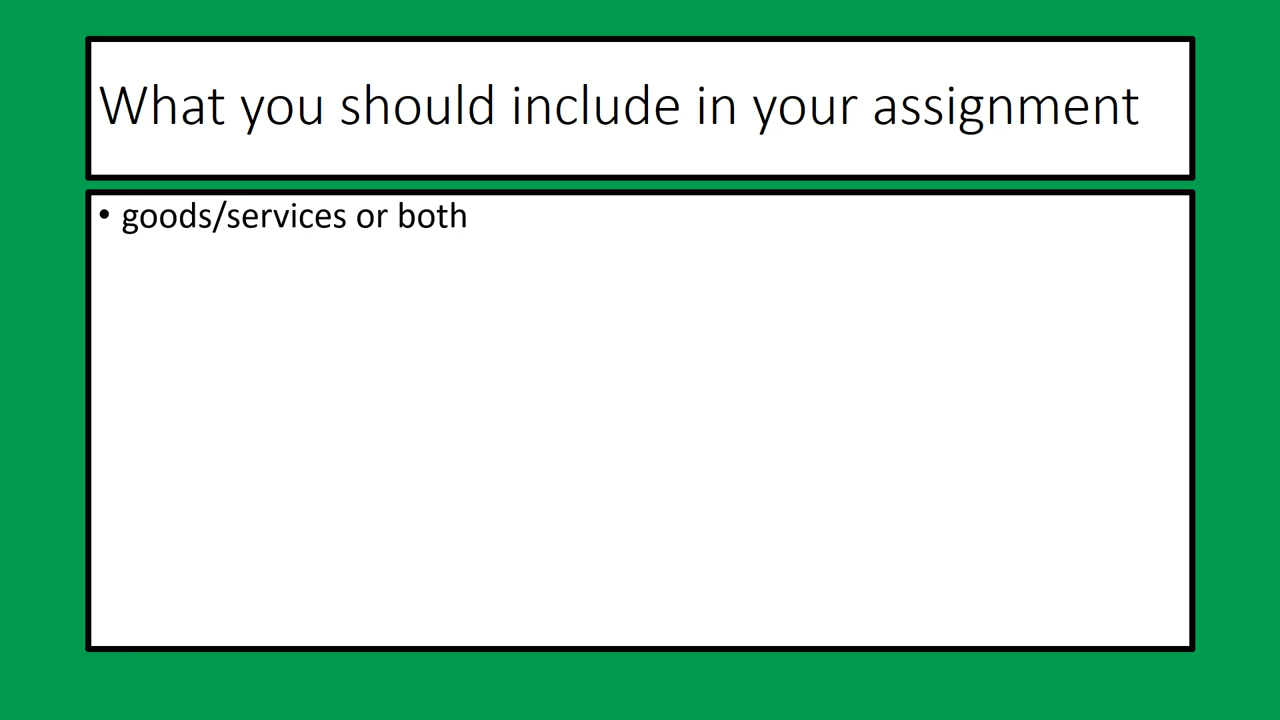 What you should include in your assignment
• goods/services or both